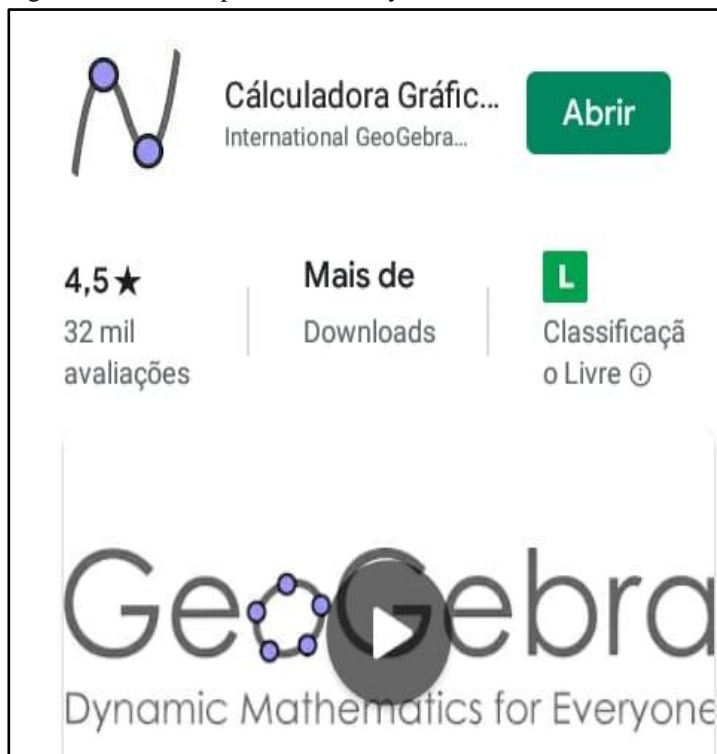 Cálculadora Gráfic...
International GeoGebra...
Abrir
4,5★
32 mil
avaliações
Mais de
Downloads
L
Classificaçã
o Livre ⓘ
GeoGebra
Dynamic Mathematics for Everyone